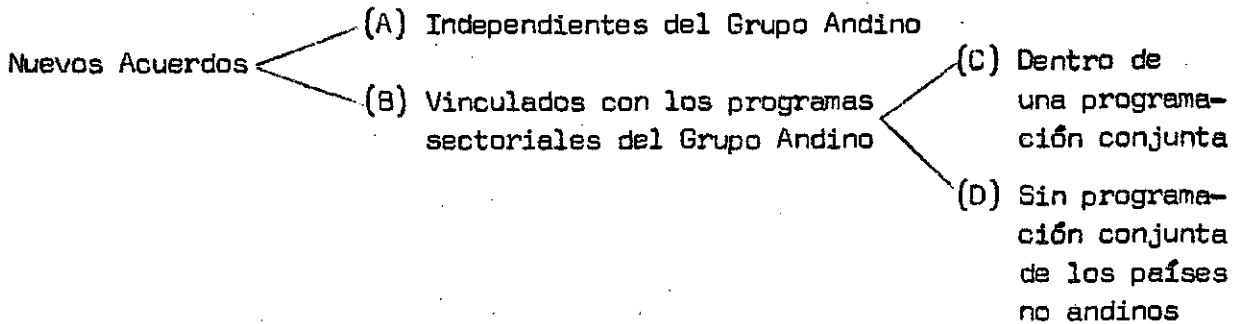 (A) Independientes del Grupo Andino
Nuevos Acuerdos
(B) Vinculados con los programas
sectoriales del Grupo Andino
(C) Dentro de
una programa-
ción conjunta
(D) Sin programa-
ción conjunta
de los países
no andinos